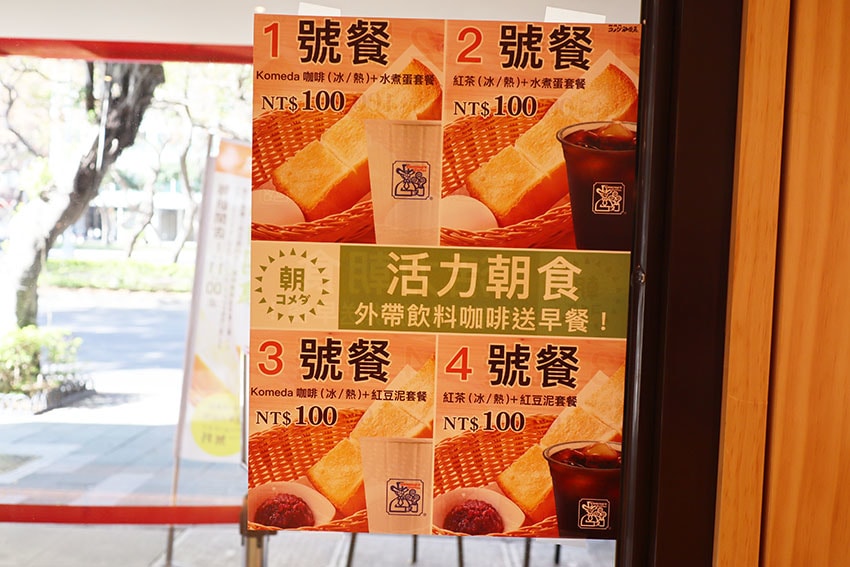 1 號餐
Komeda 咖啡(冰/熱)+水煮蛋套餐
NT$100
2 號餐
紅茶(冰/熱)+水煮蛋套餐
NT$100
朝
コメダ
活力朝食
外帶飲料咖啡送早餐!
3 號餐
Komeda 咖啡(冰/熱)+紅豆泥套餐
NT$100
4 號餐
紅茶(冰/熱)+紅豆泥套餐
NT$100